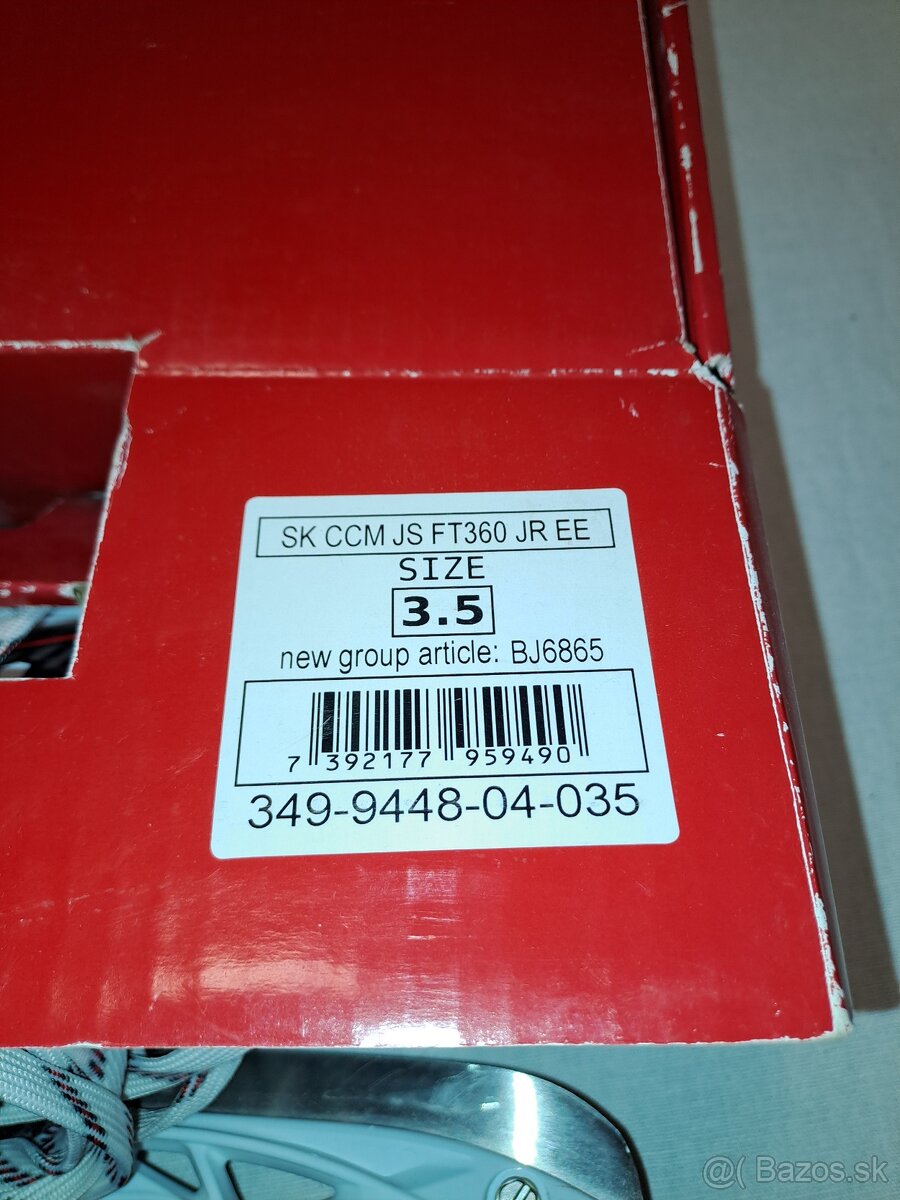 SK CCM JS FT360 JR EE
SIZE
3.5
new group article: BJ6865
7 392177 959490
349-9448-04-035
@( Bazos.sk